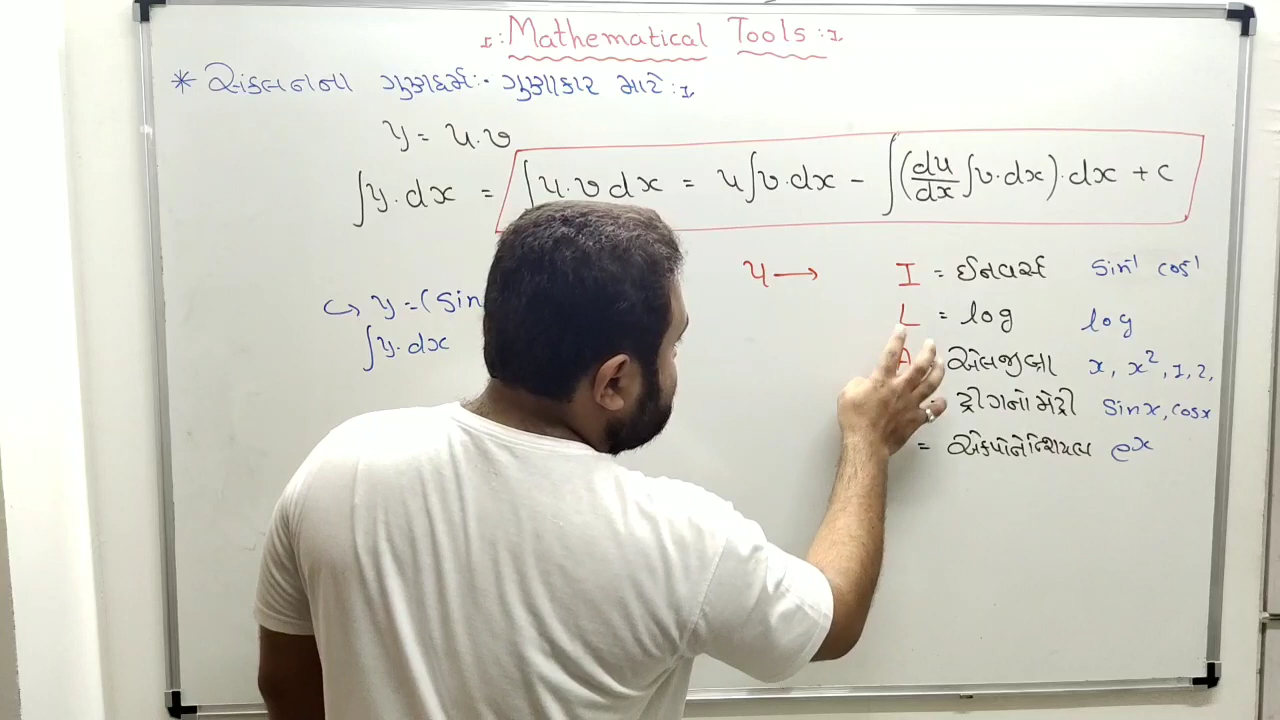 I : Mathematical Tools : I
* સંકલનના ગુણધર્મ :- ગુણાકાર માટે : I
y = u.v
∫y.dx = ∫u.v dx = u∫v.dx - ∫(du/dx ∫v.dx).dx + c
u → I = ઈનવર્સ sin⁻¹ cos⁻¹
↪ y = (sin
L = log log
∫y.dx
A એલજીબ્રા x, x², 1, 2,
= ટ્રીગનોમેટ્રી sinx, cosx
= એક્પોનેન્શિયલ eˣ